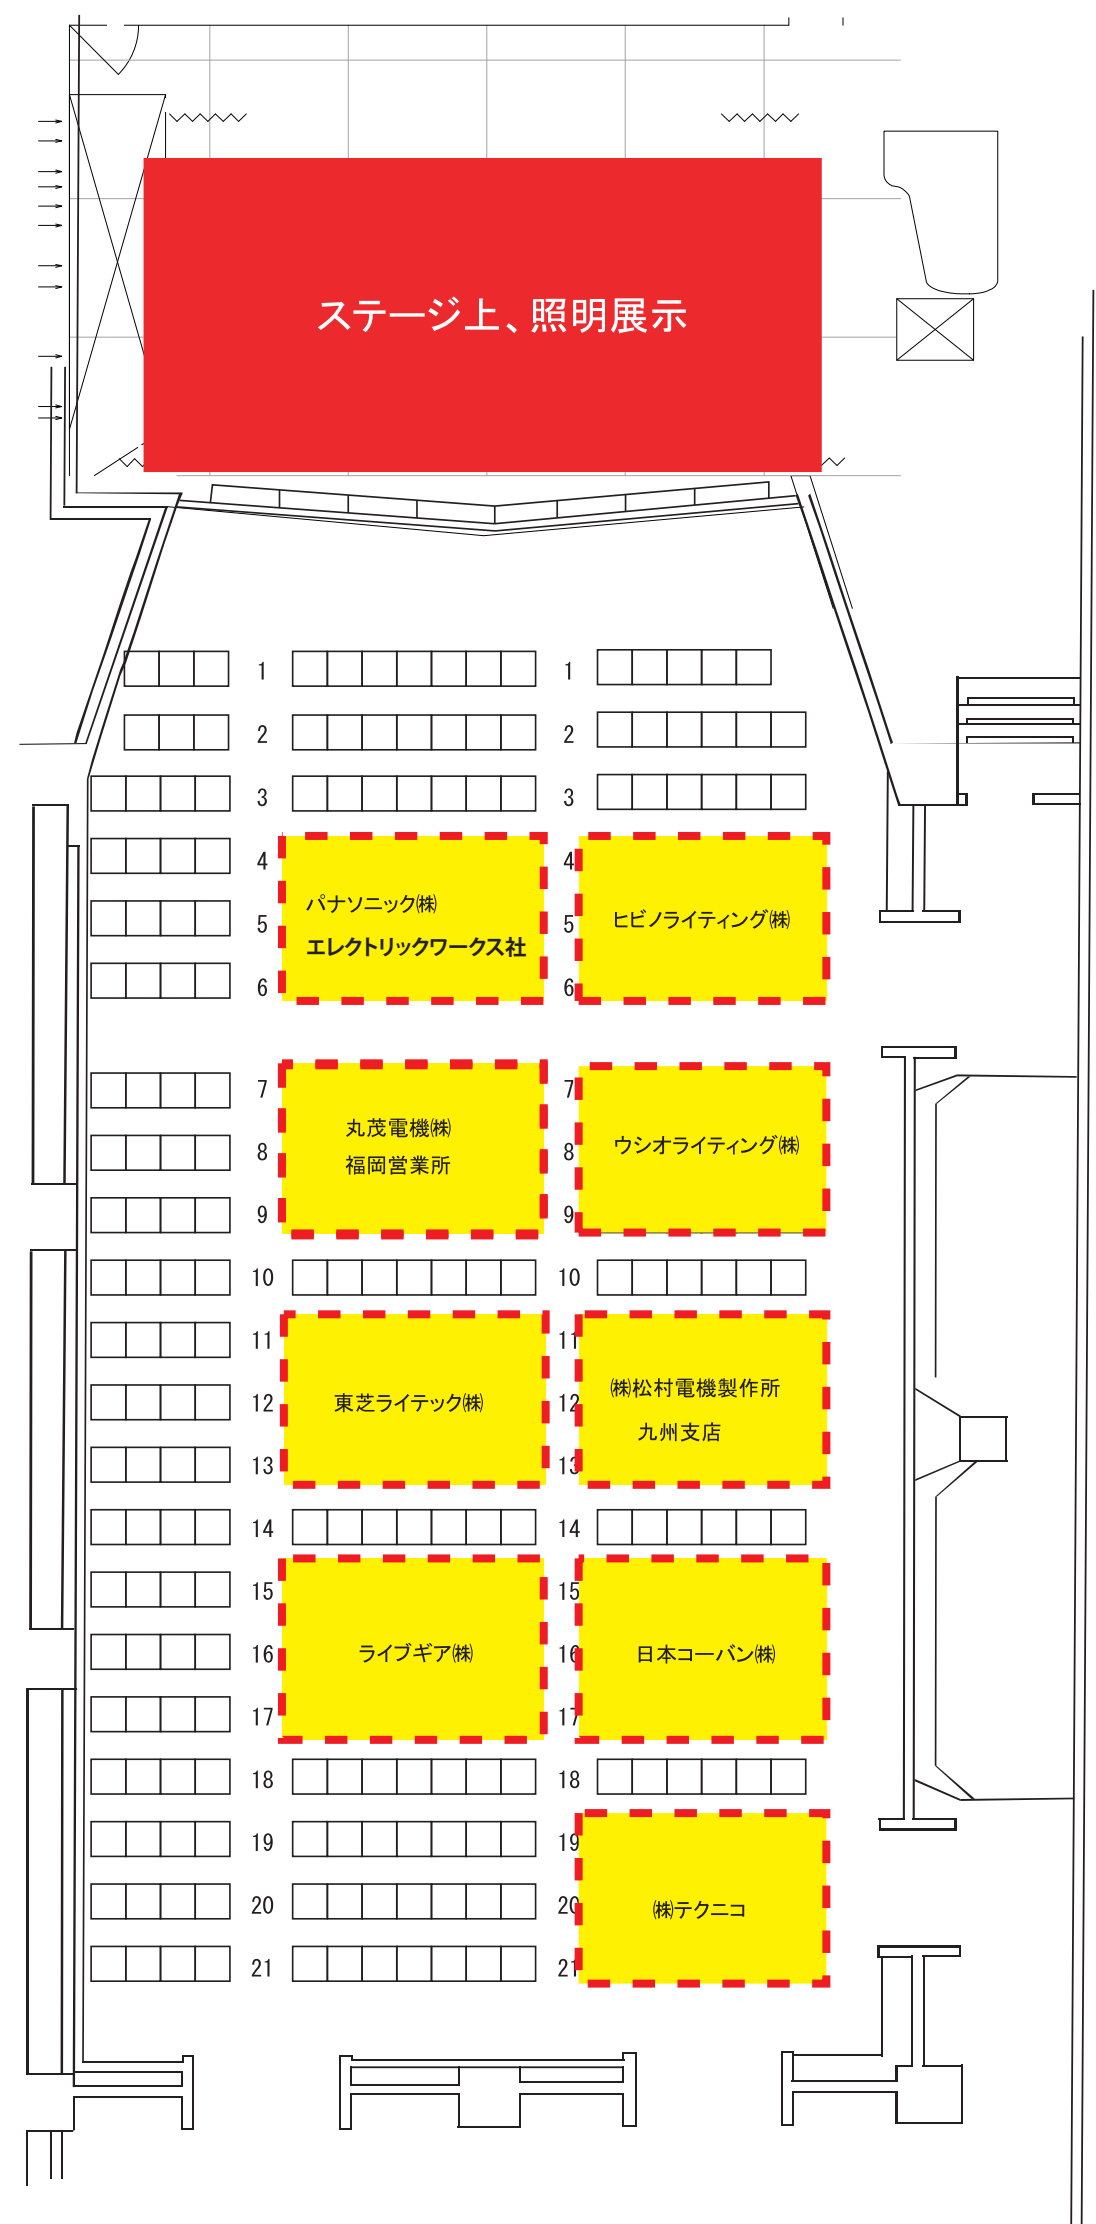 ステージ上、照明展示
1 1
2 2
3 3
4 4
パナソニック㈱
エレクトリックワークス社
ヒビノライティング㈱
5 5
6 6
7 7
丸茂電機㈱
福岡営業所
ウシオライティング㈱
8 8
9 9
10 10
11 11
東芝ライテック㈱
㈱松村電機製作所
九州支店
12 12
13 13
14 14
15 15
ライブギア㈱
日本コーバン㈱
16 16
17 17
18 18
19 19
㈱テクニコ
20 20
21 21